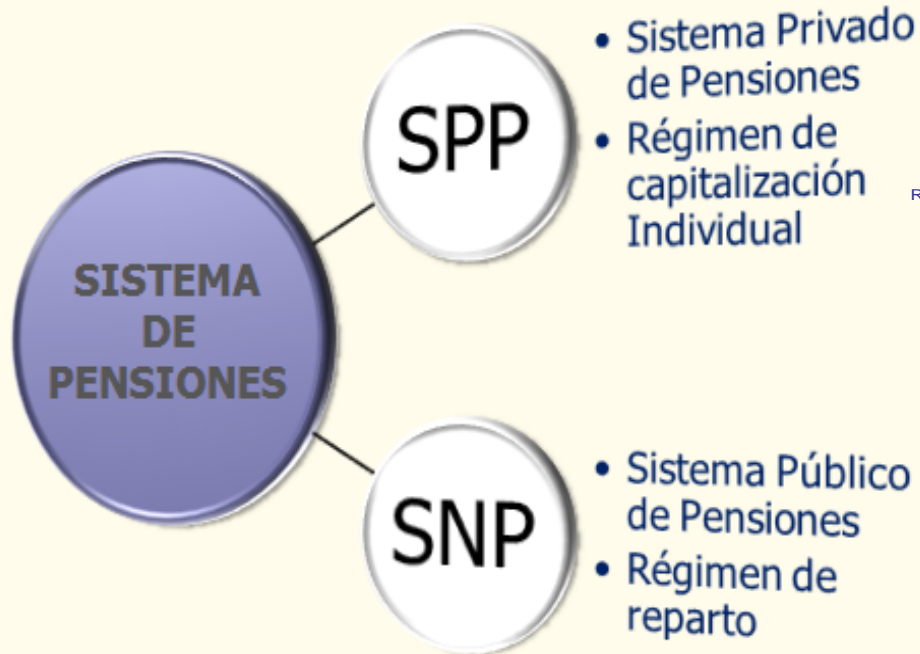 SISTEMA
DE
PENSIONES
SPP
• Sistema Privado
de Pensiones
• Régimen de
capitalización
Individual
R
SNP
• Sistema Público
de Pensiones
• Régimen de
reparto